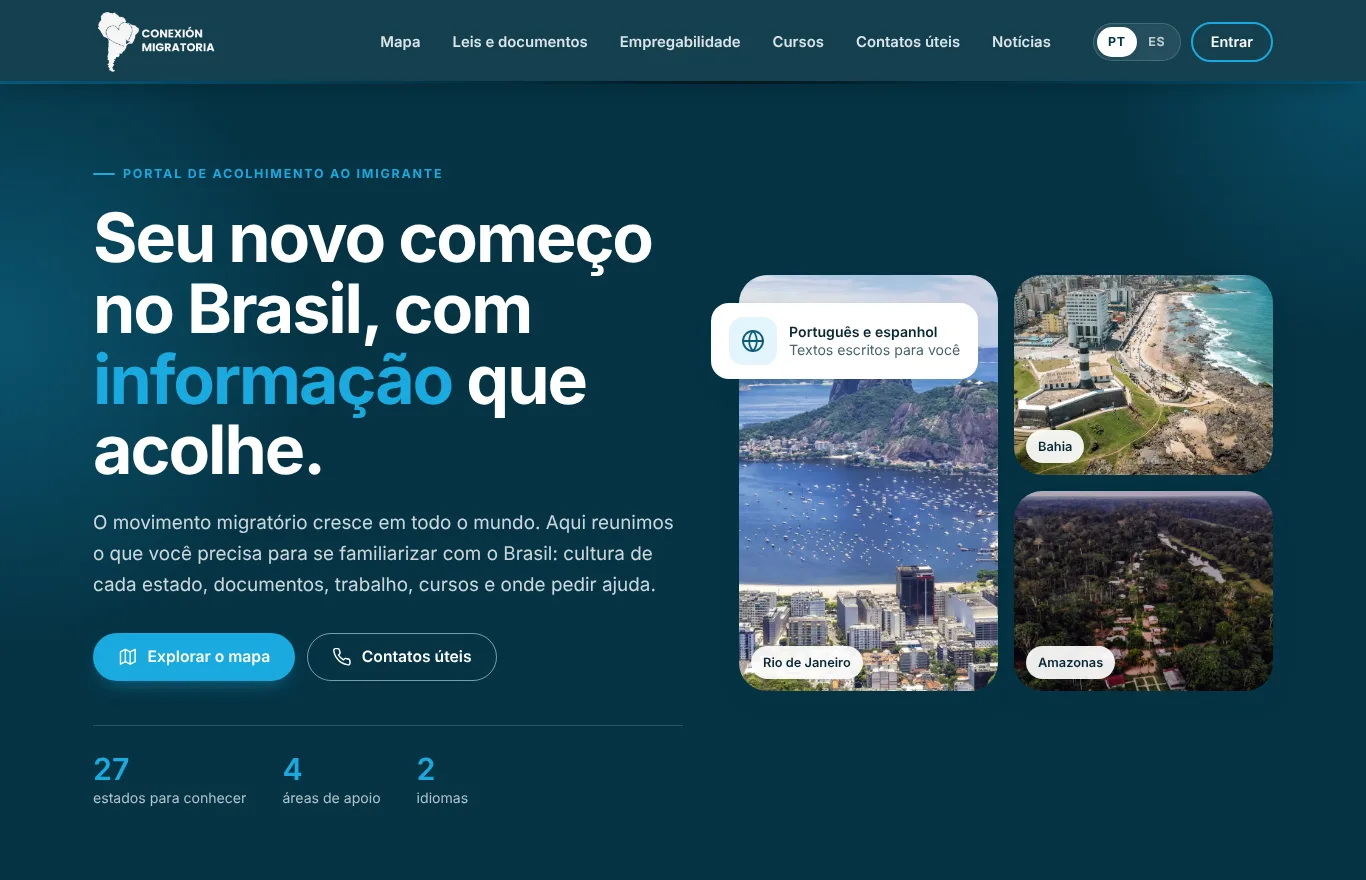 CONEXIÓN
MIGRATORIA
Mapa
Leis e documentos
Empregabilidade
Cursos
Contatos úteis
Notícias
PT
ES
Entrar
PORTAL DE ACOLHIMENTO AO IMIGRANTE
Seu novo começo
no Brasil, com
informação que
acolhe.
O movimento migratório cresce em todo o mundo. Aqui reunimos
o que você precisa para se familiarizar com o Brasil: cultura de
cada estado, documentos, trabalho, cursos e onde pedir ajuda.
Explorar o mapa
Contatos úteis
27
estados para conhecer
4
áreas de apoio
2
idiomas
Português e espanhol
Textos escritos para você
Rio de Janeiro
Bahia
Amazonas